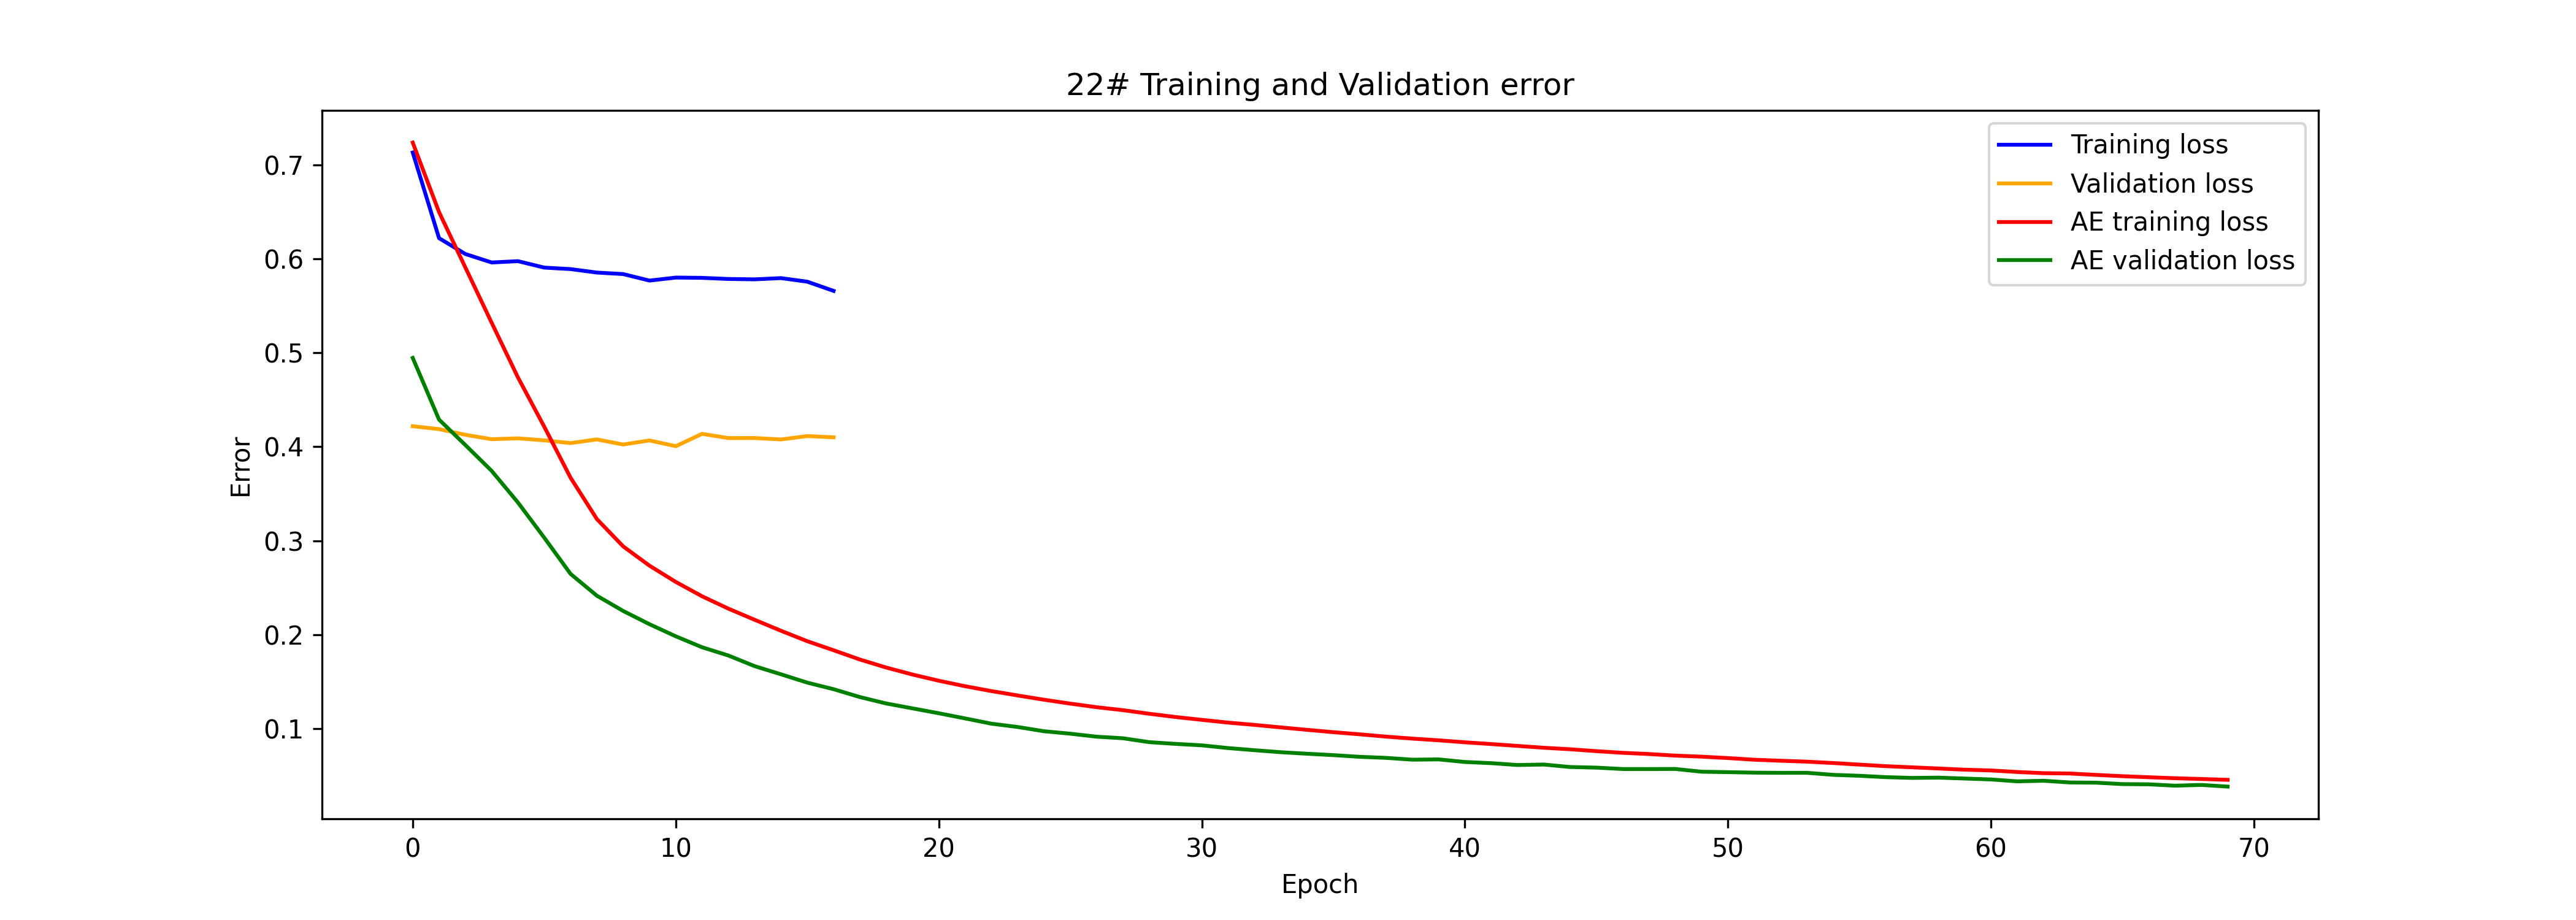 22# Training and Validation error
Training loss
Validation loss
AE training loss
AE validation loss
Error
0.7
0.6
0.5
0.4
0.3
0.2
0.1
0 10 20 30 40 50 60 70
Epoch